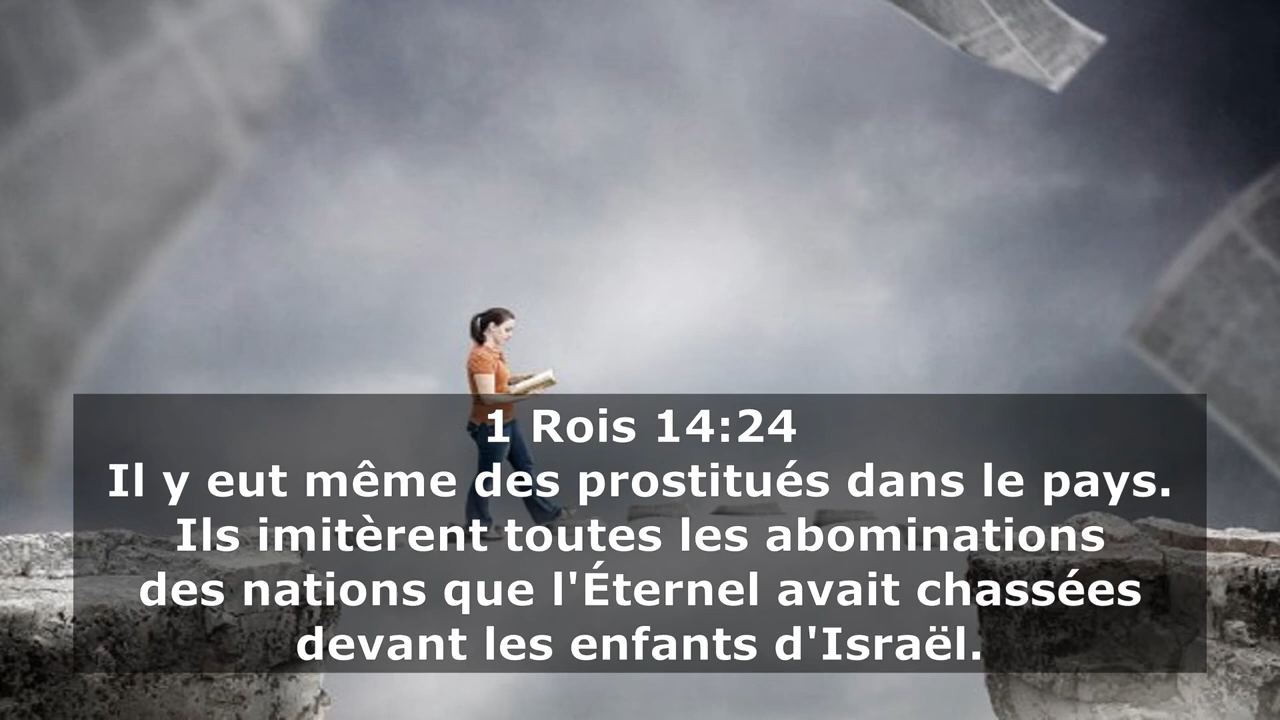 1 Rois 14:24
Il y eut même des prostitués dans le pays.
Ils imitèrent toutes les abominations
des nations que l'Éternel avait chassées
devant les enfants d'Israël.